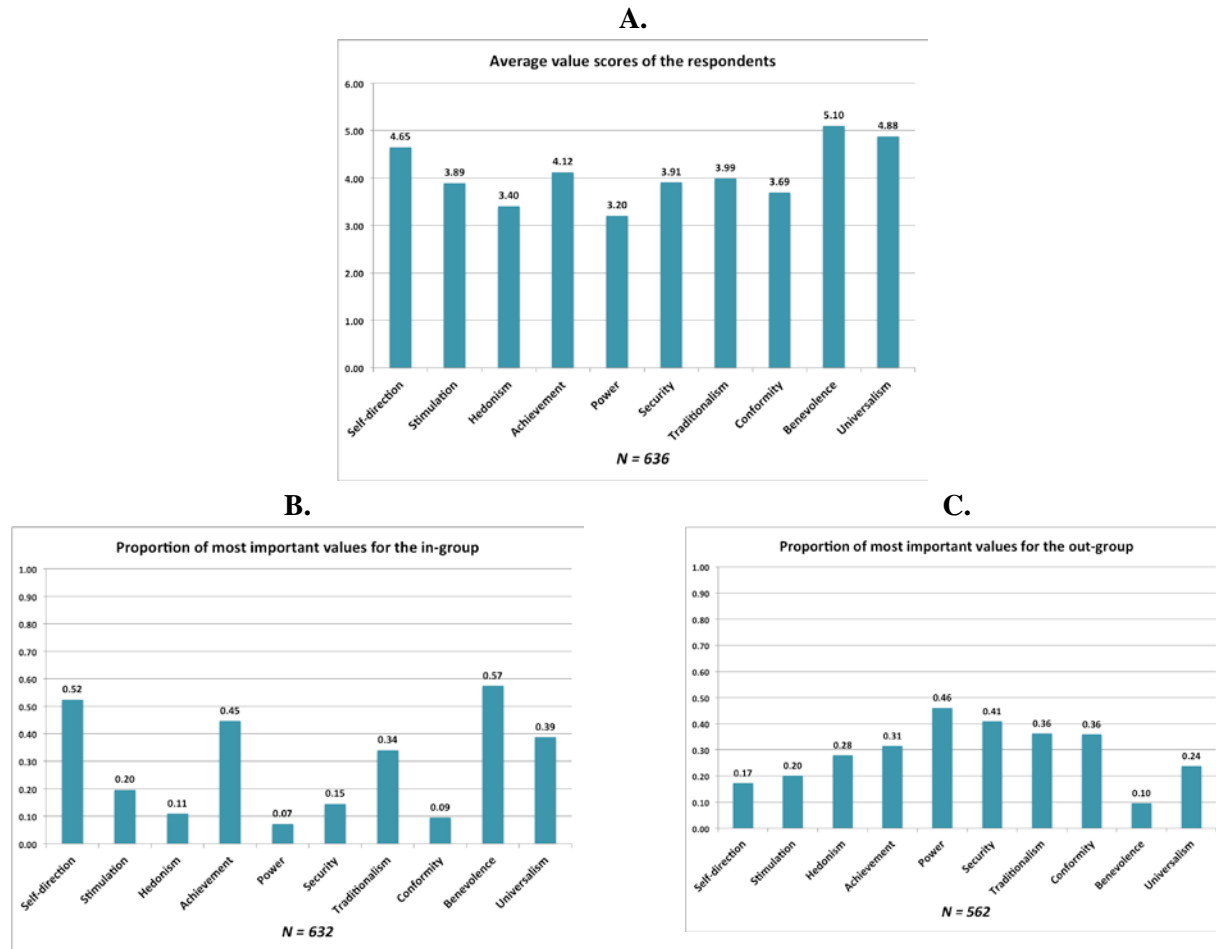 A.
Average value scores of the respondents
6.00
5.00
4.00
3.00
2.00
1.00
0.00
4.65
3.89
3.40
4.12
3.20
3.91
3.99
3.69
5.10
4.88
Self-direction
Stimulation
Hedonism
Achievement
Power
Security
Traditionalism
Conformity
Benevolence
Universalism
N = 636
B.
Proportion of most important values for the in-group
1.00
0.90
0.80
0.70
0.60
0.50
0.40
0.30
0.20
0.10
0.00
0.52
0.20
0.11
0.45
0.07
0.15
0.34
0.09
0.57
0.39
Self-direction
Stimulation
Hedonism
Achievement
Power
Security
Traditionalism
Conformity
Benevolence
Universalism
N = 632
C.
Proportion of most important values for the out-group
1.00
0.90
0.80
0.70
0.60
0.50
0.40
0.30
0.20
0.10
0.00
0.17
0.20
0.28
0.31
0.46
0.41
0.36
0.36
0.10
0.24
Self-direction
Stimulation
Hedonism
Achievement
Power
Security
Traditionalism
Conformity
Benevolence
Universalism
N = 562